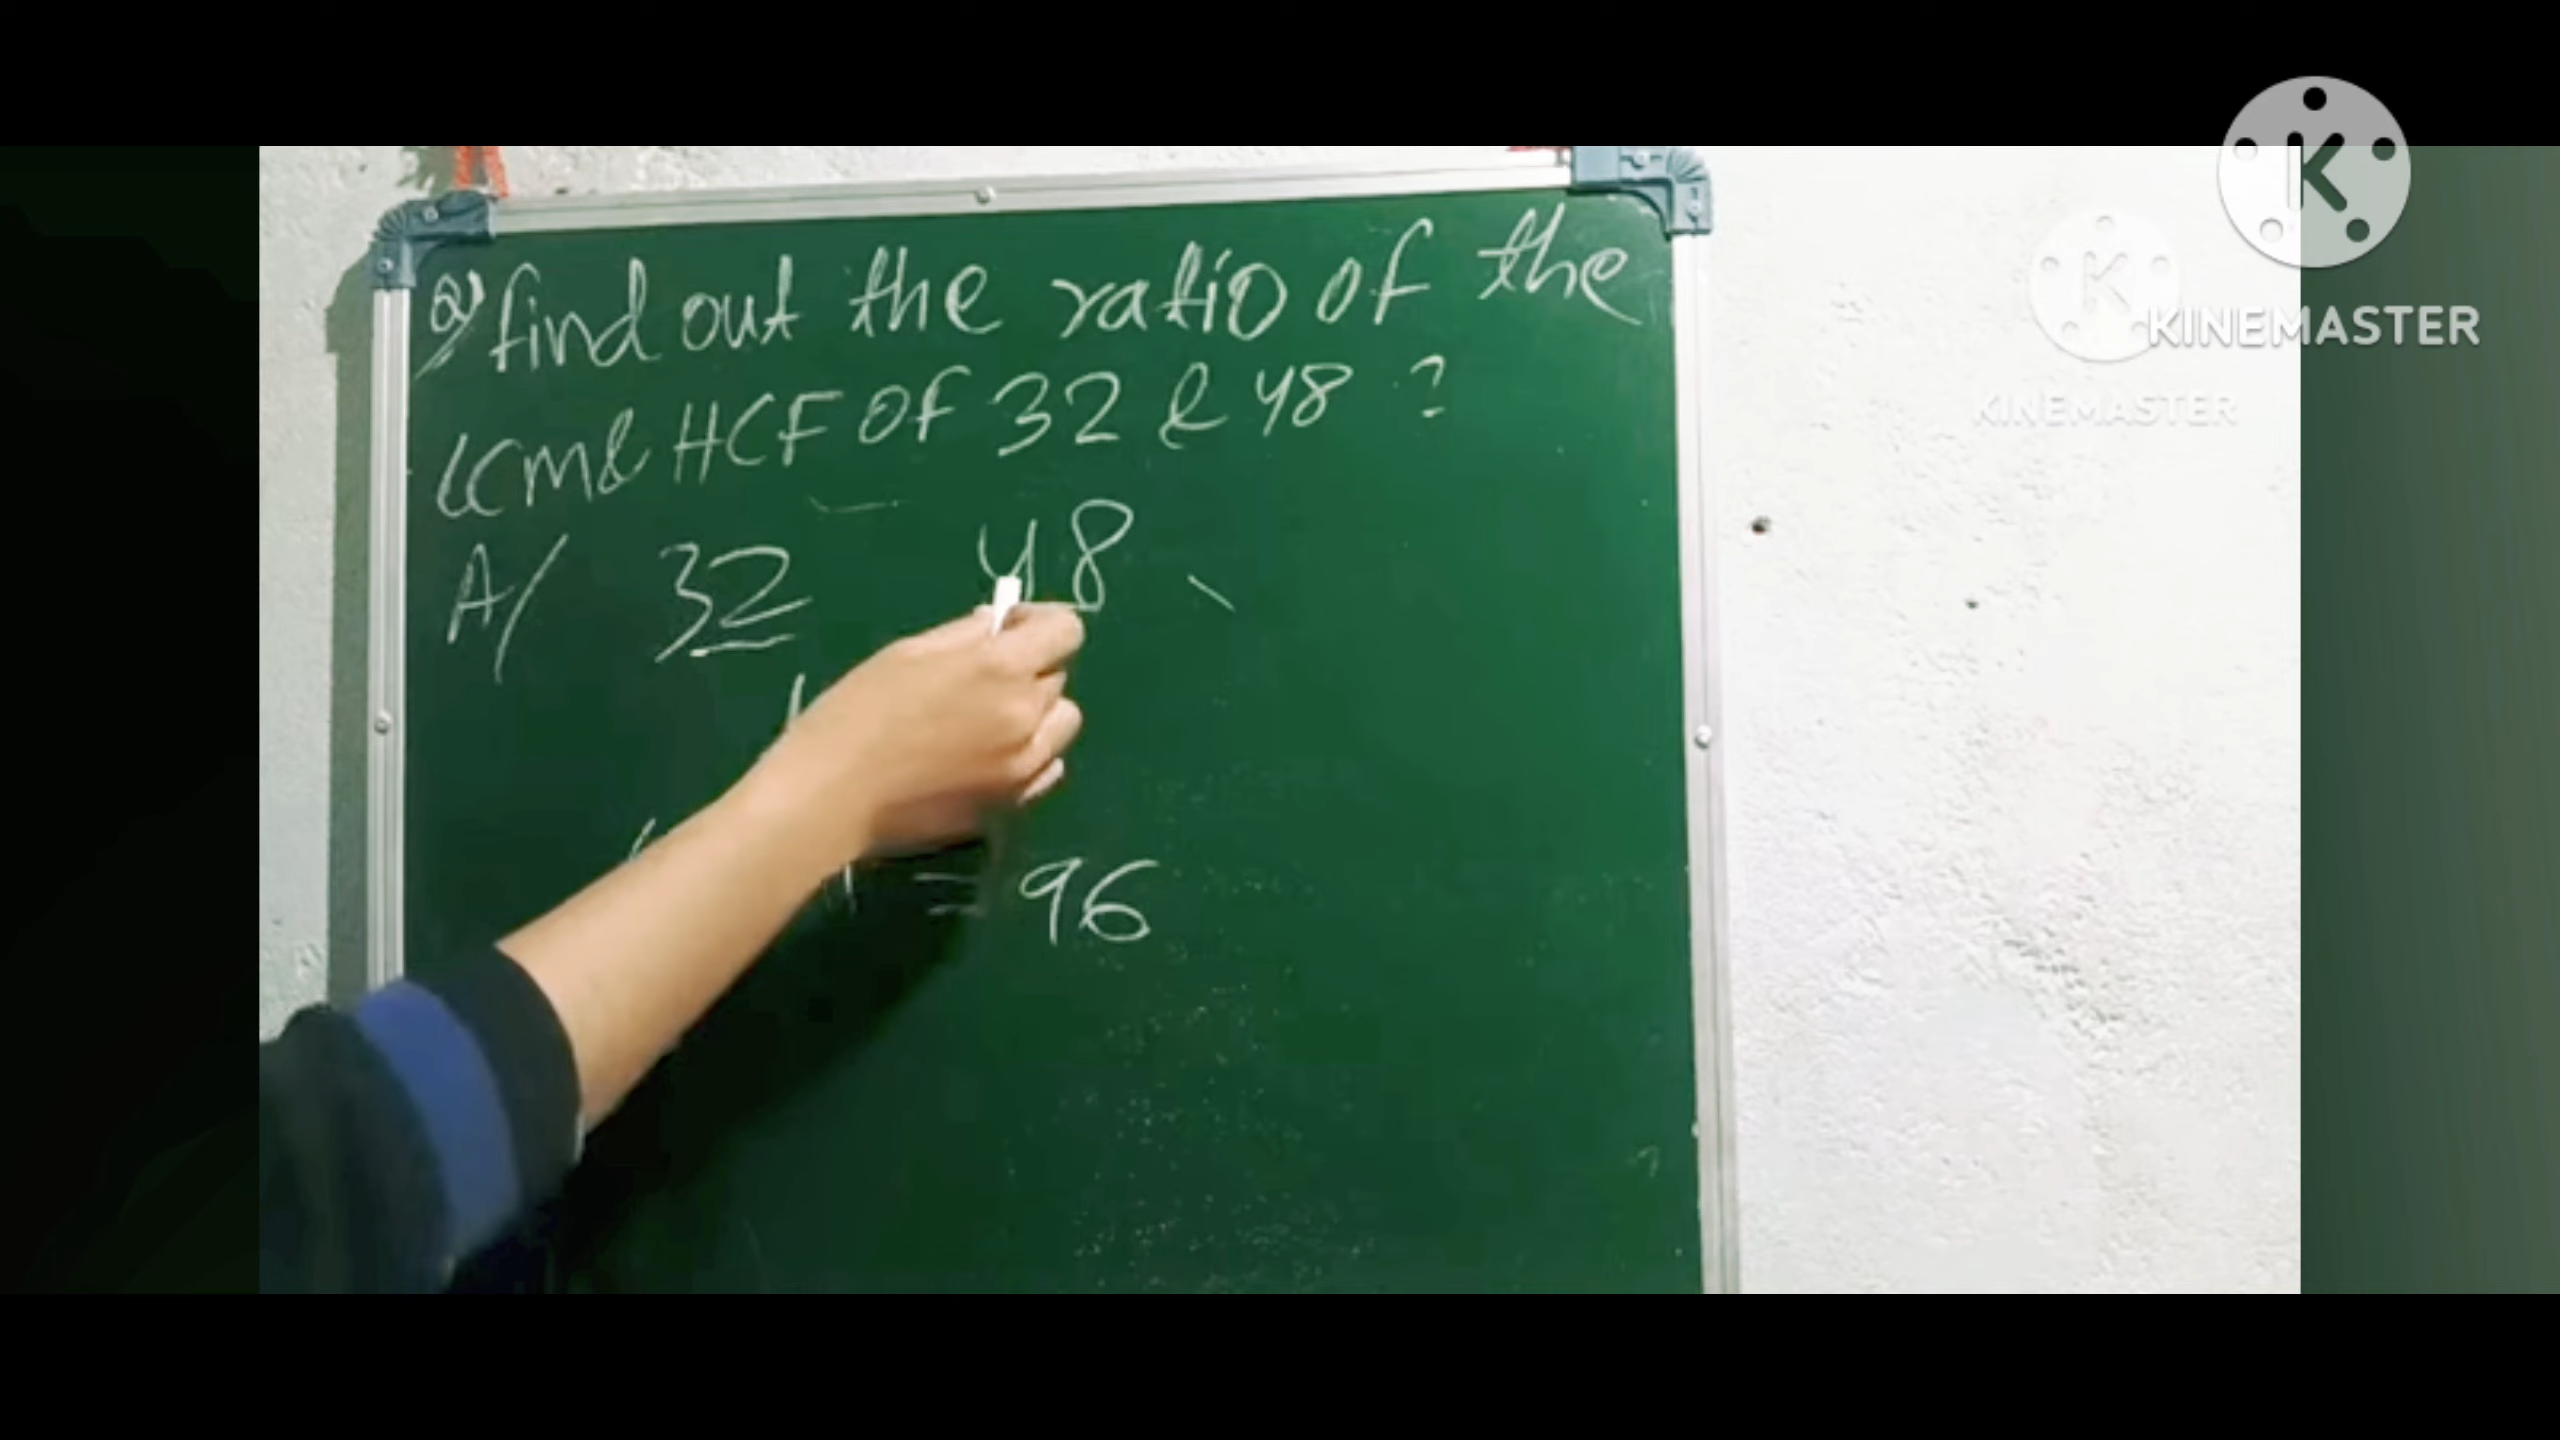 Q) find out the ratio of the
LCM & HCF of 32 & 48 ?
A/ 32 48
= 96
K
KINEMASTER
K
KINEMASTER